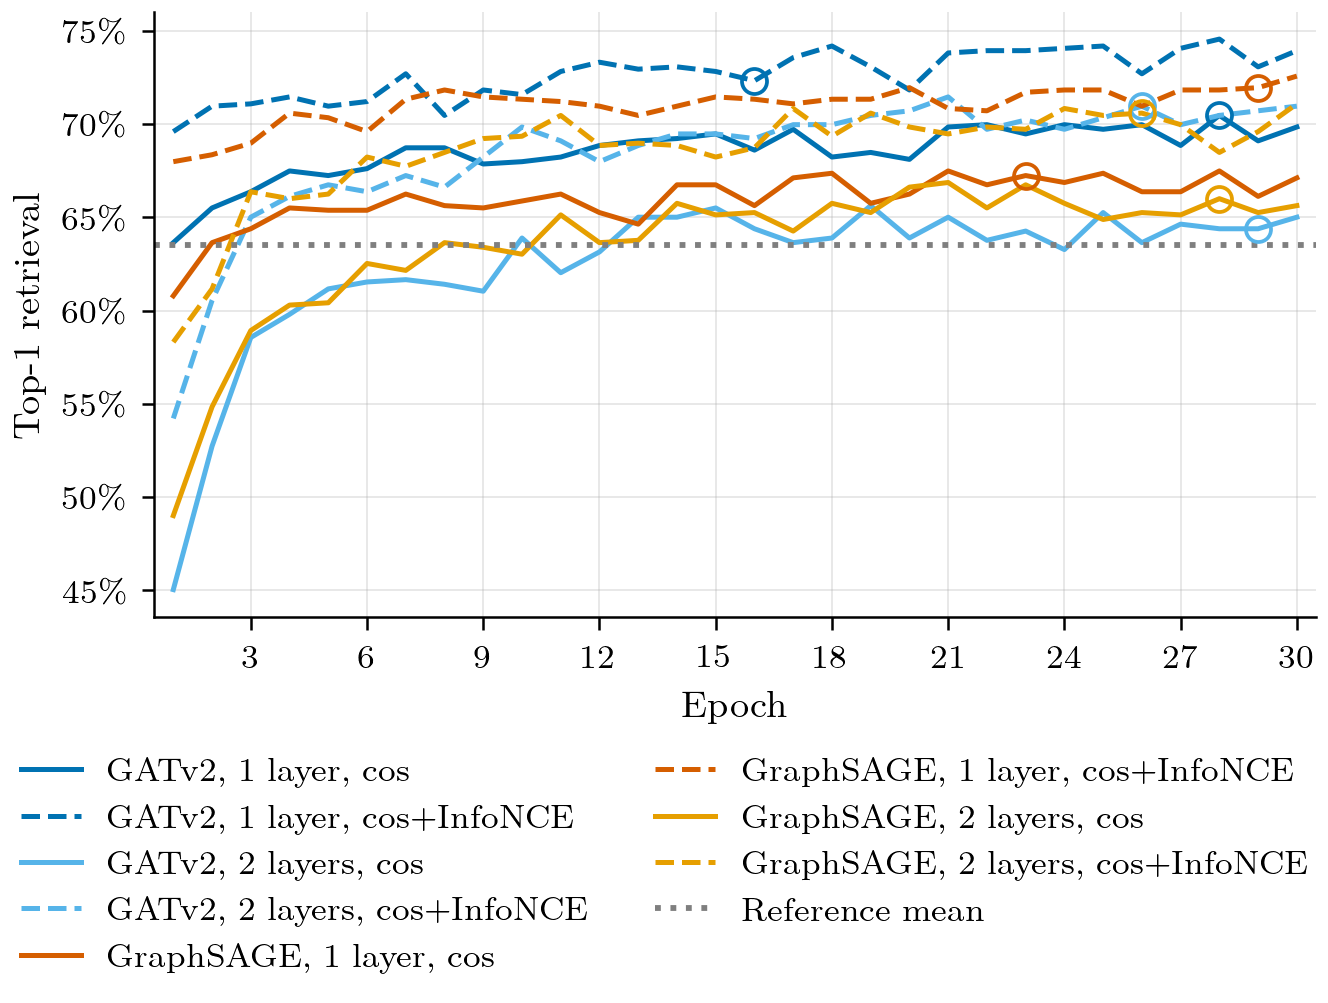 75%
70%
65%
60%
55%
50%
45%
Top-1 retrieval
3 6 9 12 15 18 21 24 27 30
Epoch
GATv2, 1 layer, cos
GATv2, 1 layer, cos+InfoNCE
GATv2, 2 layers, cos
GATv2, 2 layers, cos+InfoNCE
GraphSAGE, 1 layer, cos
GraphSAGE, 1 layer, cos+InfoNCE
GraphSAGE, 2 layers, cos
GraphSAGE, 2 layers, cos+InfoNCE
Reference mean